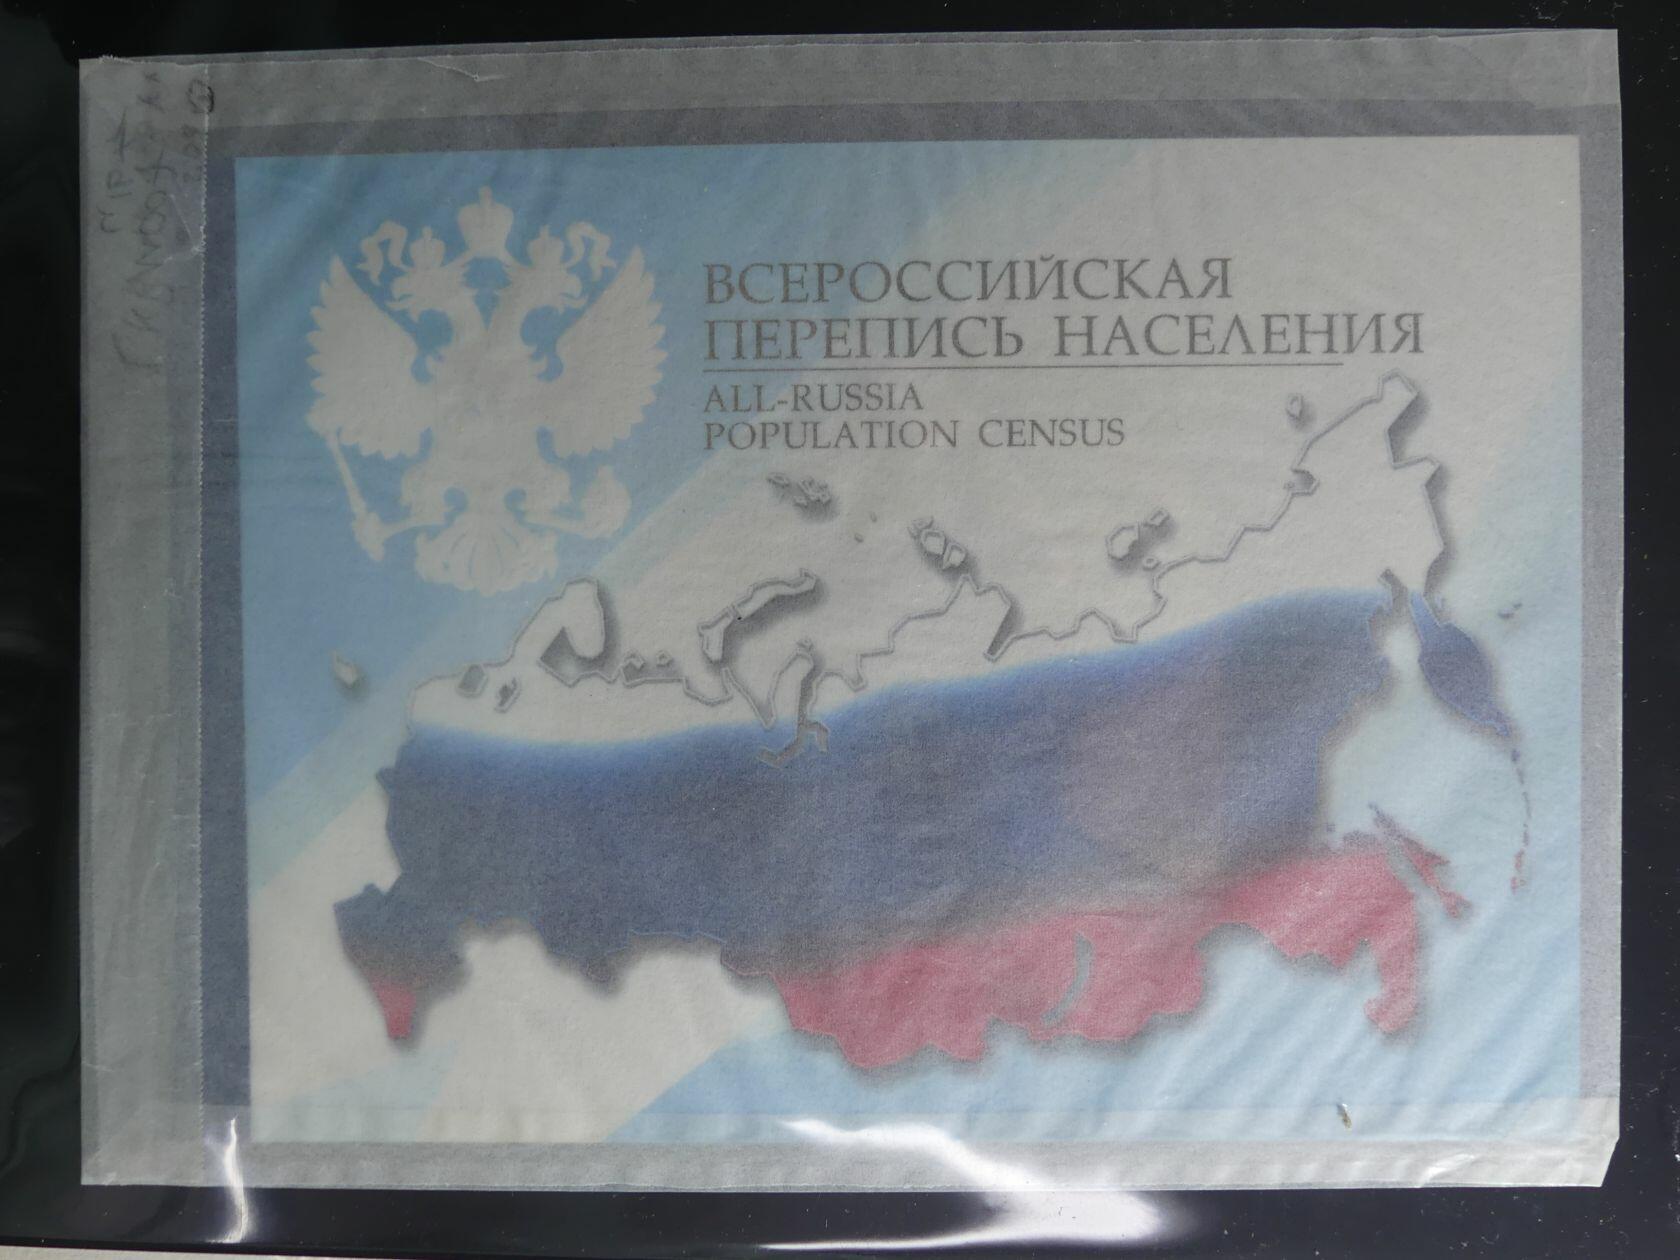 ВСЕРОССИЙСКАЯ
ПЕРЕПИСЬ НАСЕЛЕНИЯ
ALL-RUSSIA
POPULATION CENSUS